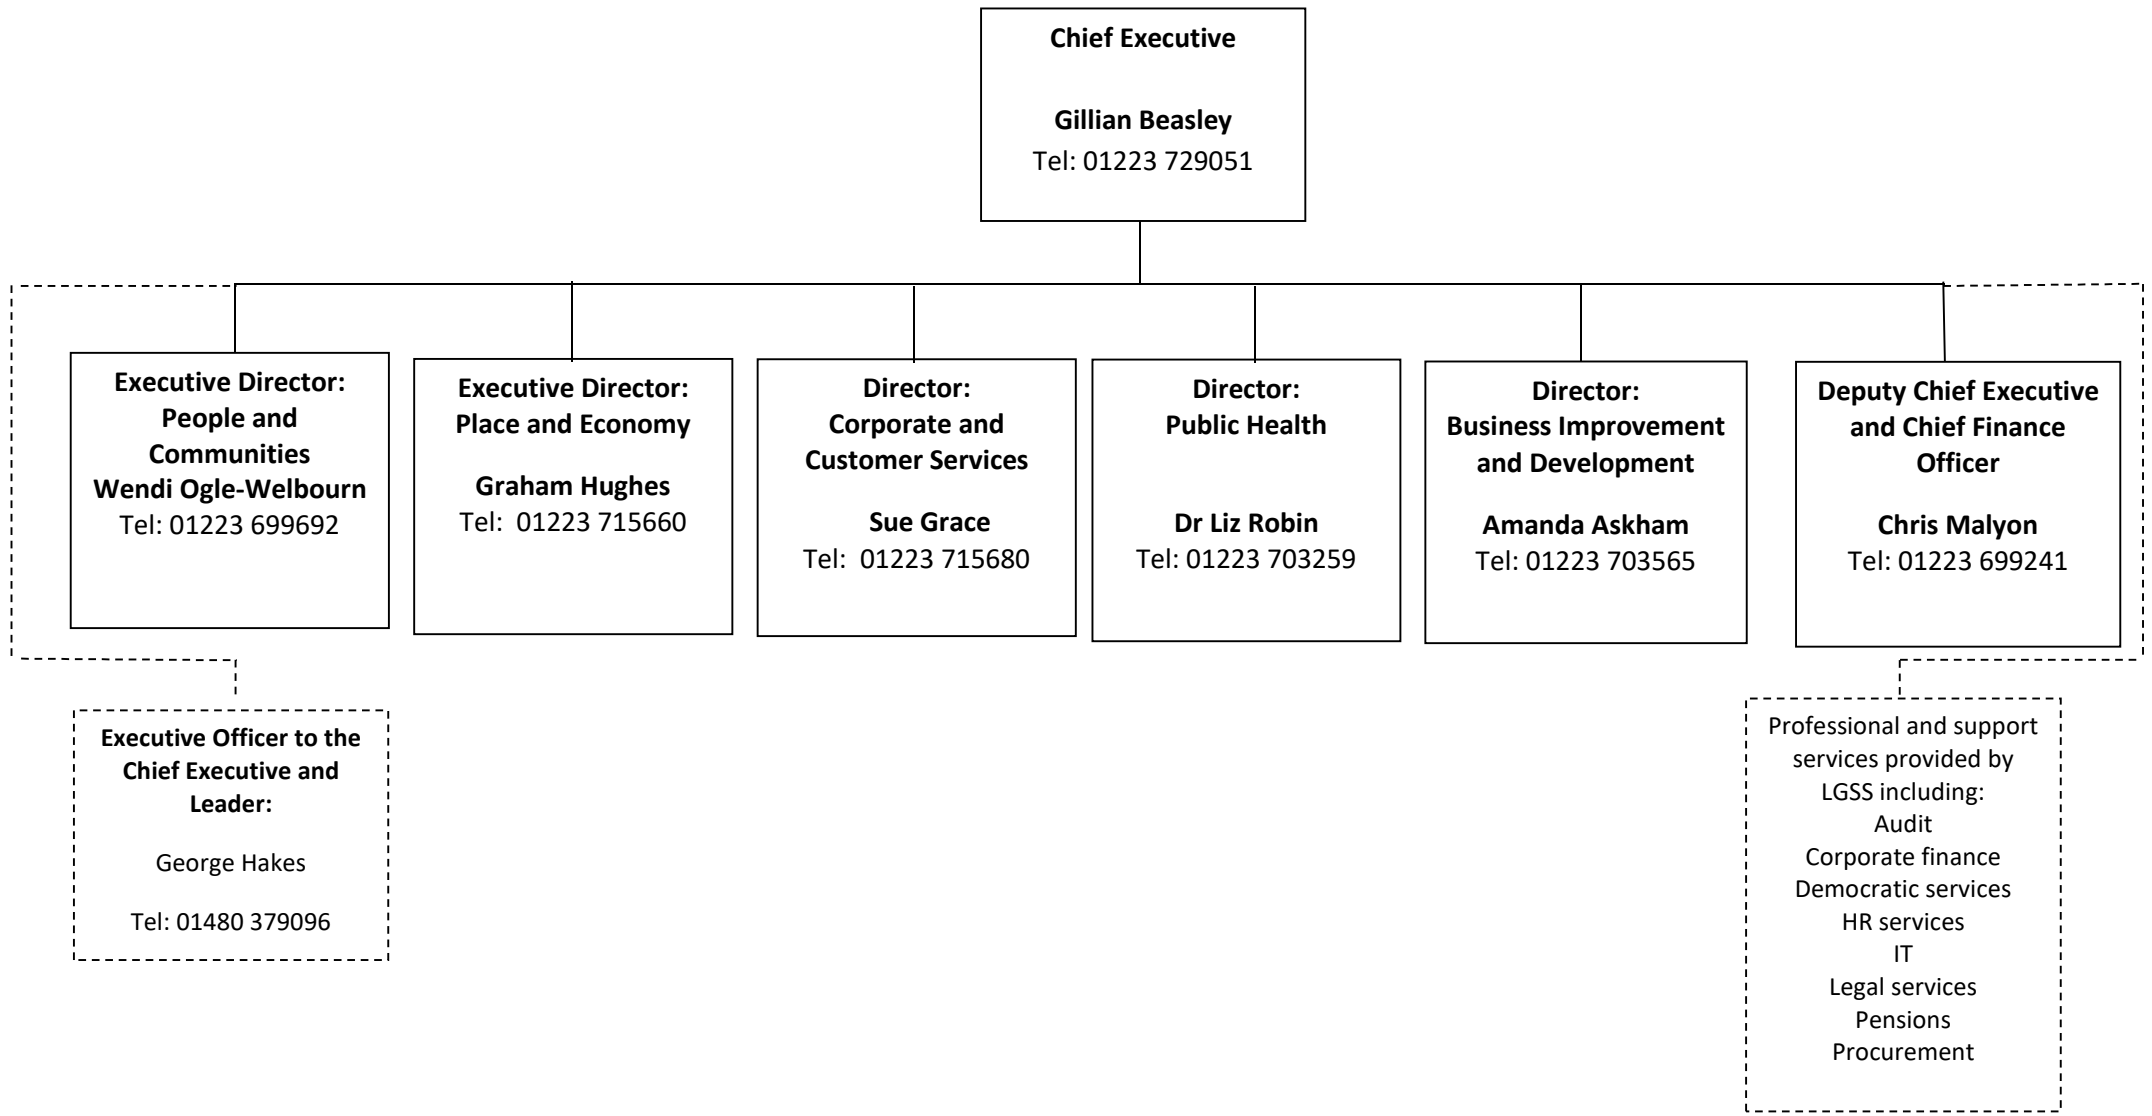 Chief Executive
Gillian Beasley
Tel: 01223 729051
Executive Director:
People and
Communities
Wendi Ogle-Welbourn
Tel: 01223 699692
Executive Director:
Place and Economy
Graham Hughes
Tel: 01223 715660
Director:
Corporate and
Customer Services
Sue Grace
Tel: 01223 715680
Director:
Public Health
Dr Liz Robin
Tel: 01223 703259
Director:
Business Improvement
and Development
Amanda Askham
Tel: 01223 703565
Deputy Chief Executive
and Chief Finance
Officer
Chris Malyon
Tel: 01223 699241
Executive Officer to the
Chief Executive and
Leader:
George Hakes
Tel: 01480 379096
Professional and support
services provided by
LGSS including:
Audit
Corporate finance
Democratic services
HR services
IT
Legal services
Pensions
Procurement